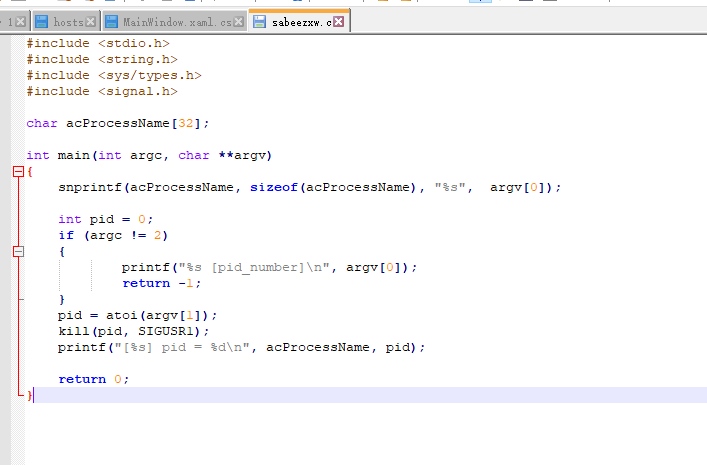 1 hosts MainWindow.xaml.cs sabeezxw.c
#include <stdio.h>
#include <string.h>
#include <sys/types.h>
#include <signal.h>
char acProcessName[32];
int main(int argc, char **argv)
{
snprintf(acProcessName, sizeof(acProcessName), "%s",  argv[0]);
int pid = 0;
if (argc != 2)
{
printf("%s [pid_number]\n", argv[0]);
return -1;
}
pid = atoi(argv[1]);
kill(pid, SIGUSR1);
printf("[%s] pid = %d\n", acProcessName, pid);
return 0;
}